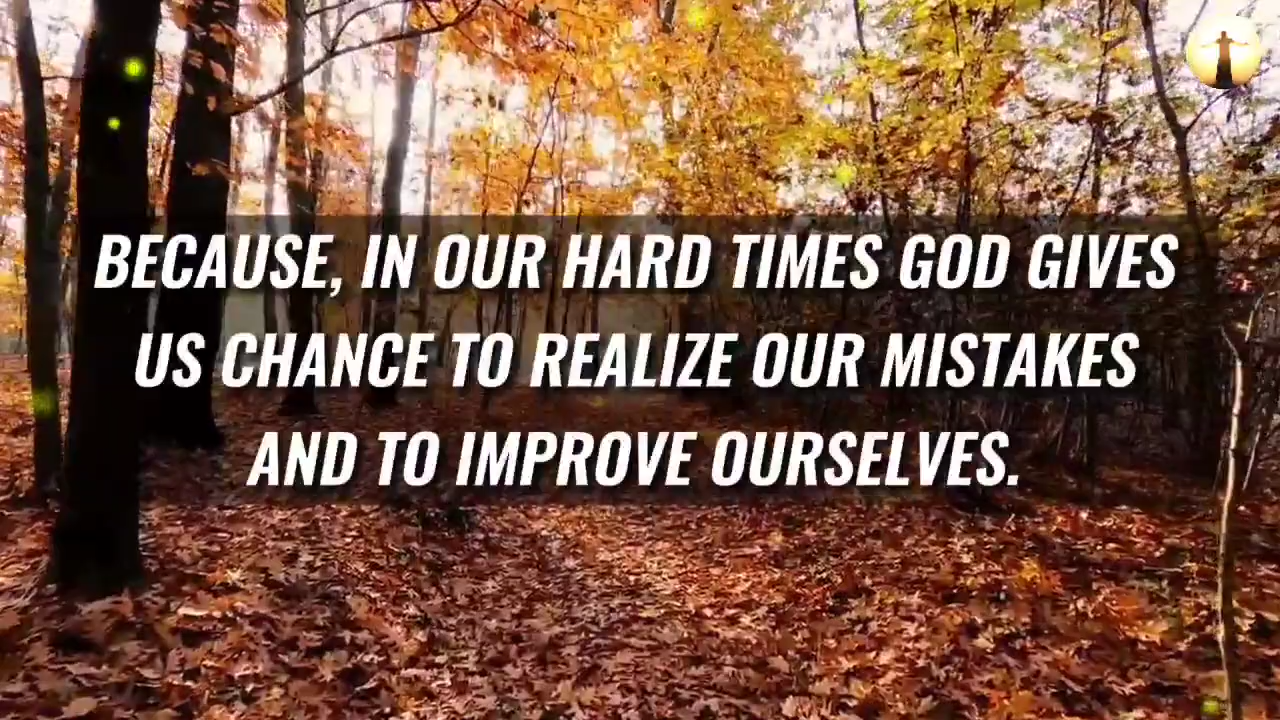 BECAUSE, IN OUR HARD TIMES GOD GIVES
US CHANCE TO REALIZE OUR MISTAKES
AND TO IMPROVE OURSELVES.